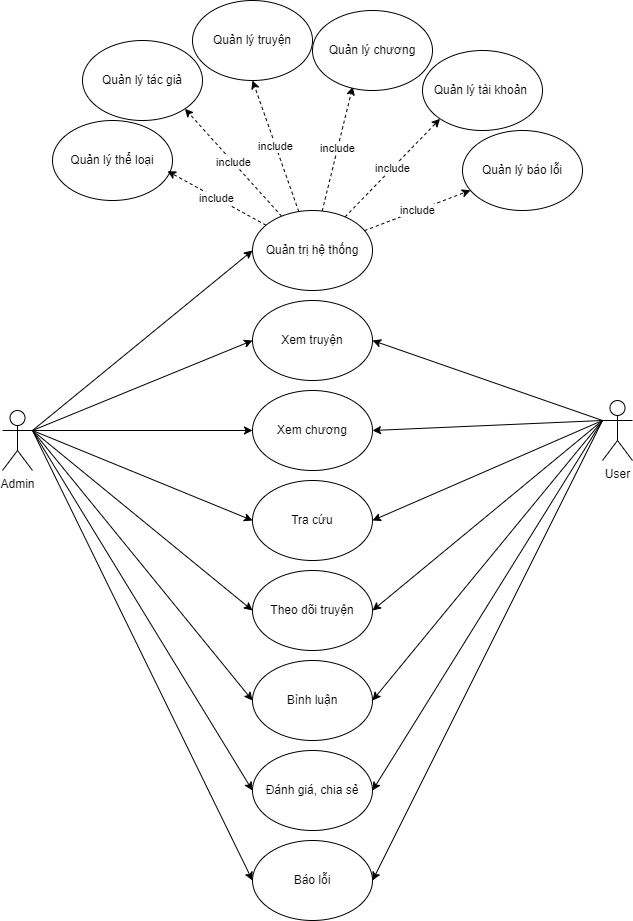 Quản lý truyện
Quản lý chương
Quản lý tác giả
Quản lý tài khoản
Quản lý thể loại
Quản lý báo lỗi
include
include
include
include
include
include
Quản trị hệ thống
Xem truyện
Xem chương
Admin
User
Tra cứu
Theo dõi truyện
Bình luận
Đánh giá, chia sẻ
Báo lỗi